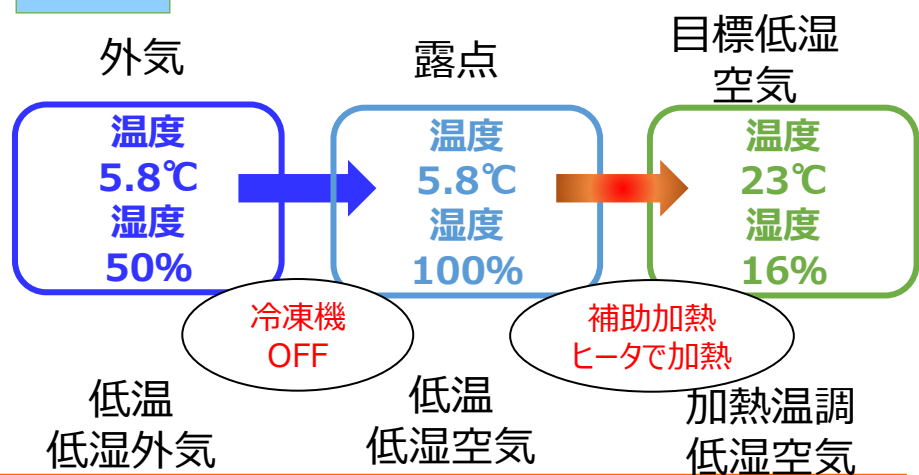 外気
温度
5.8℃
湿度
50%
冷凍機
OFF
低温
低湿外気
露点
温度
5.8℃
湿度
100%
補助加熱
ヒータで加熱
低温
低湿空気
目標低湿
空気
温度
23℃
湿度
16%
加熱温調
低湿空気